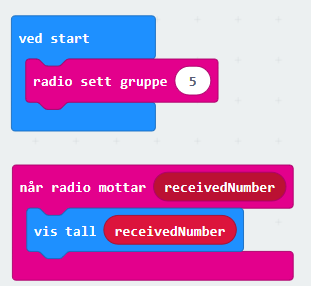 ved start
radio sett gruppe 5
når radio mottar receivedNumber
vis tall receivedNumber